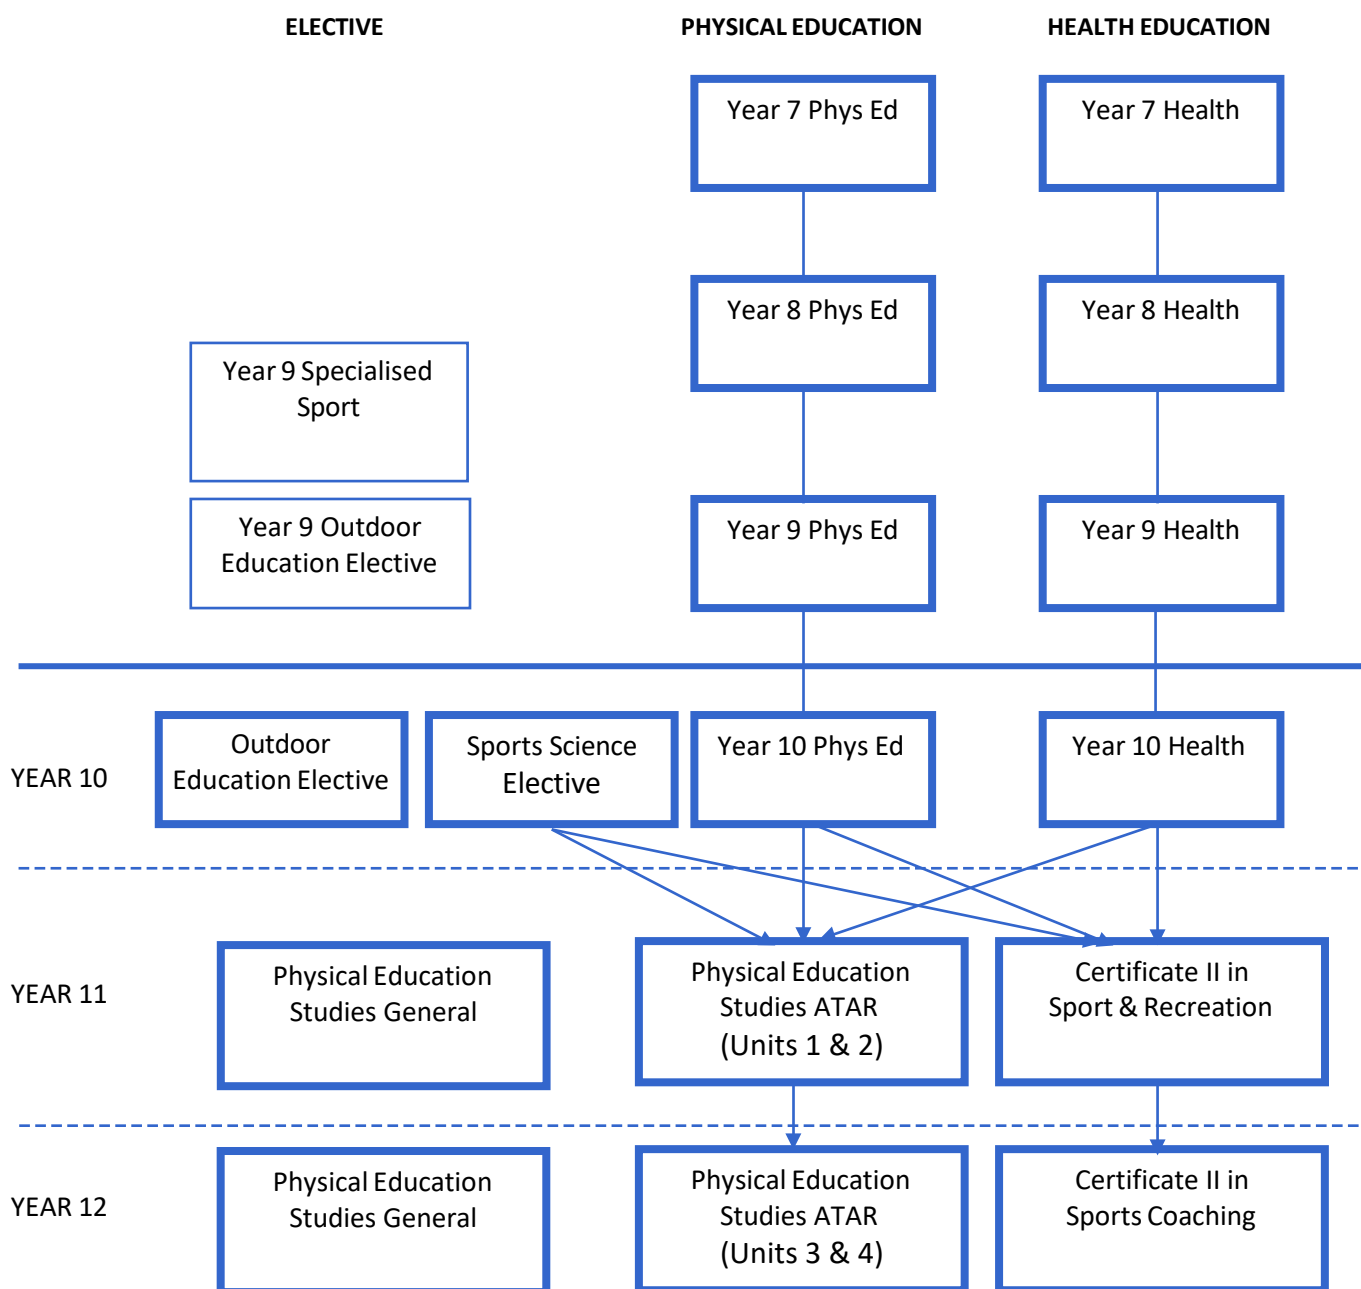 ELECTIVE
PHYSICAL EDUCATION
HEALTH EDUCATION
Year 7 Phys Ed
Year 7 Health
Year 8 Phys Ed
Year 8 Health
Year 9 Specialised
Sport
Year 9 Outdoor
Education Elective
Year 9 Phys Ed
Year 9 Health
YEAR 10
Outdoor
Education Elective
Sports Science
Elective
Year 10 Phys Ed
Year 10 Health
YEAR 11
Physical Education
Studies General
Physical Education
Studies ATAR
(Units 1 & 2)
Certificate II in
Sport & Recreation
YEAR 12
Physical Education
Studies General
Physical Education
Studies ATAR
(Units 3 & 4)
Certificate II in
Sports Coaching